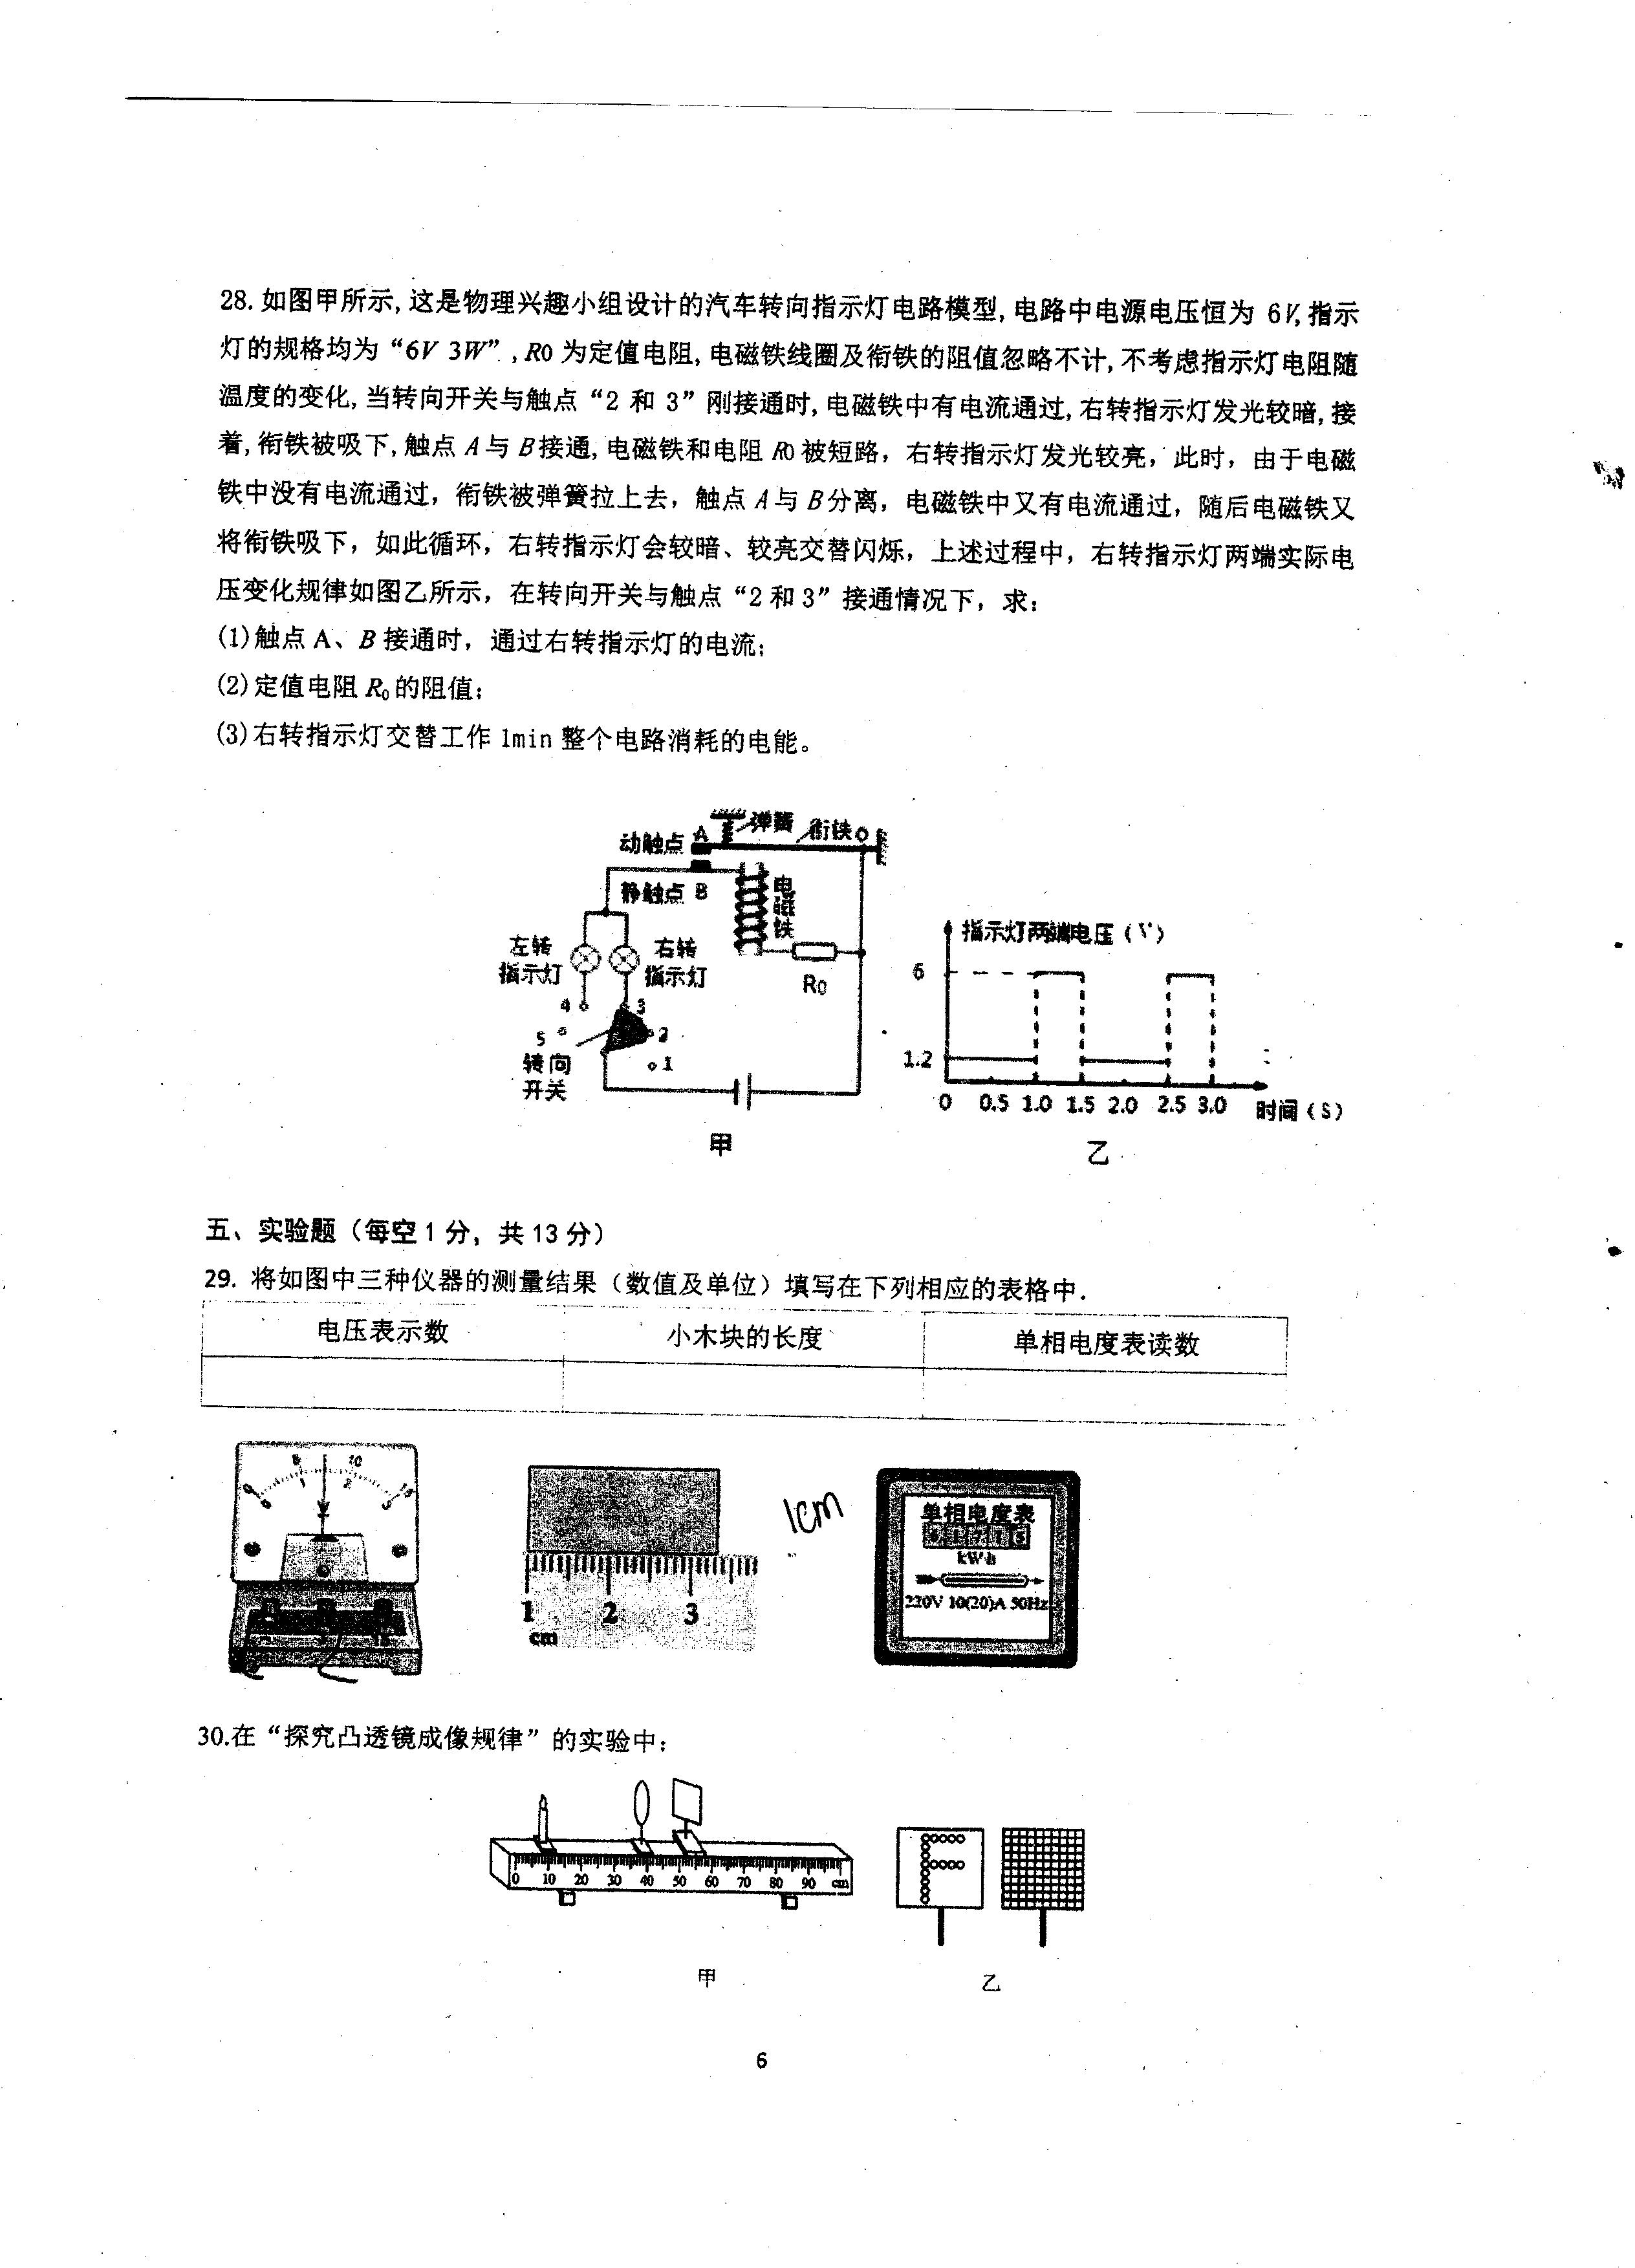 28. 如图甲所示, 这是物理兴趣小组设计的汽车转向指示灯电路模型, 电路中电源电压恒为 6V, 指示
灯的规格均为“6V 3W”, R0 为定值电阻, 电磁铁线圈及衔铁的阻值忽略不计, 不考虑指示灯电阻随
温度的变化, 当转向开关与触点“2 和 3”刚接通时, 电磁铁中有电流通过, 右转指示灯发光较暗, 接
着, 衔铁被吸下, 触点 A 与 B 接通, 电磁铁和电阻 R0 被短路，右转指示灯发光较亮，此时，由于电磁
铁中没有电流通过，衔铁被弹簧拉上去，触点 A 与 B 分离，电磁铁中又有电流通过，随后电磁铁又
将衔铁吸下，如此循环，右转指示灯会较暗、较亮交替闪烁，上述过程中，右转指示灯两端实际电
压变化规律如图乙所示，在转向开关与触点“2 和 3”接通情况下，求：
(1)触点 A、B 接通时，通过右转指示灯的电流；
(2)定值电阻 R₀ 的阻值；
(3)右转指示灯交替工作 1min 整个电路消耗的电能。
动触点 A 弹簧 衔铁 O
静触点 B 电磁铁
左转指示灯 右转指示灯
R0
4 3
5 2
1
转向开关
甲
指示灯两端电压（V）
6
1.2
0 0.5 1.0 1.5 2.0 2.5 3.0 时间（S）
乙
五、实验题（每空 1 分，共 13 分）
29. 将如图中三种仪器的测量结果（数值及单位）填写在下列相应的表格中.
电压表示数 小木块的长度 单相电度表读数
5 10
0 1 2 15
0 V 3
1cm
1 2 3
cm
单相电度表
kW·h
220V 10(20)A 50Hz
30.在“探究凸透镜成像规律”的实验中：
0 10 20 30 40 50 60 70 80 90 cm
甲
乙
6